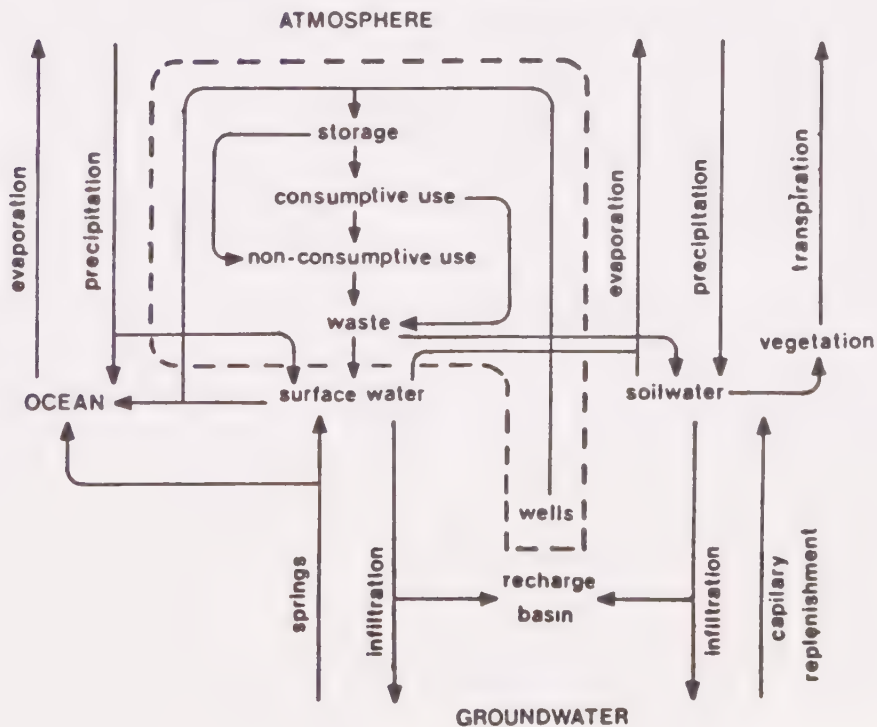 ATMOSPHERE
evaporation
precipitation
storage
consumptive use
non-consumptive use
waste
evaporation
precipitation
transpiration
vegetation
OCEAN
surface water
soilwater
wells
springs
infiltration
recharge
basin
infiltration
capilary
replenishment
GROUNDWATER